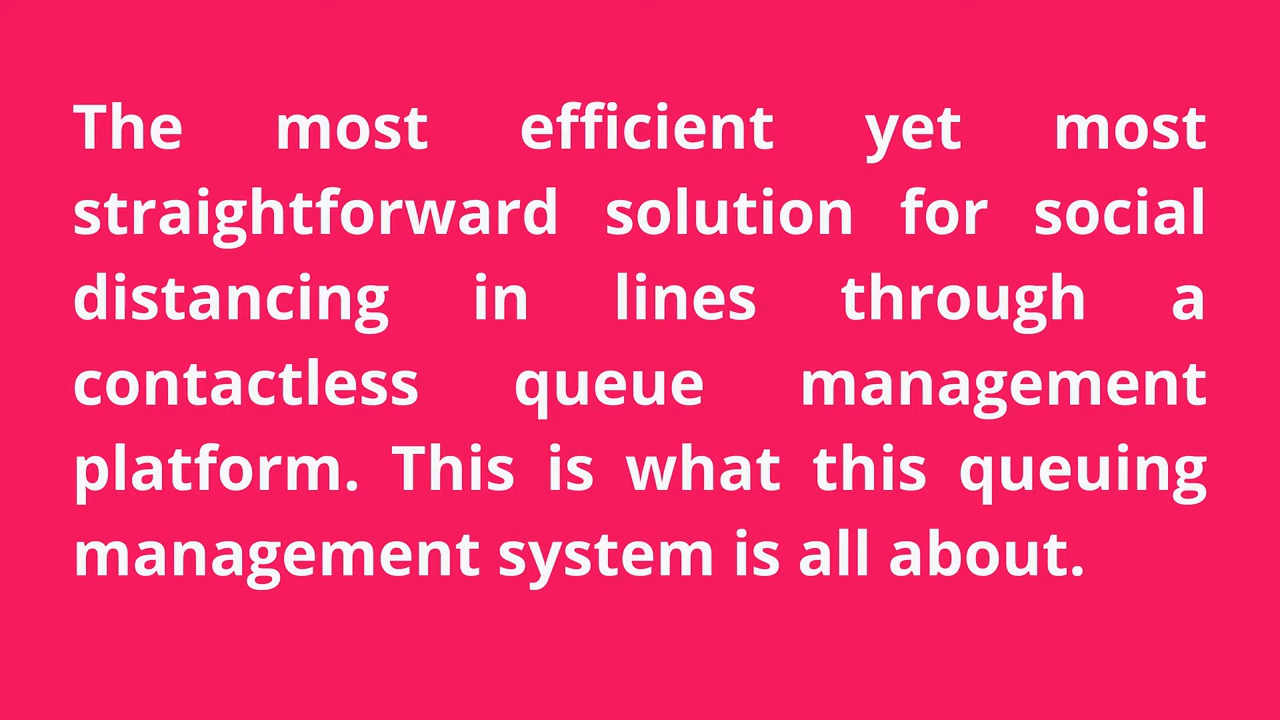 The most efficient yet most
straightforward solution for social
distancing in lines through a
contactless queue management
platform. This is what this queuing
management system is all about.